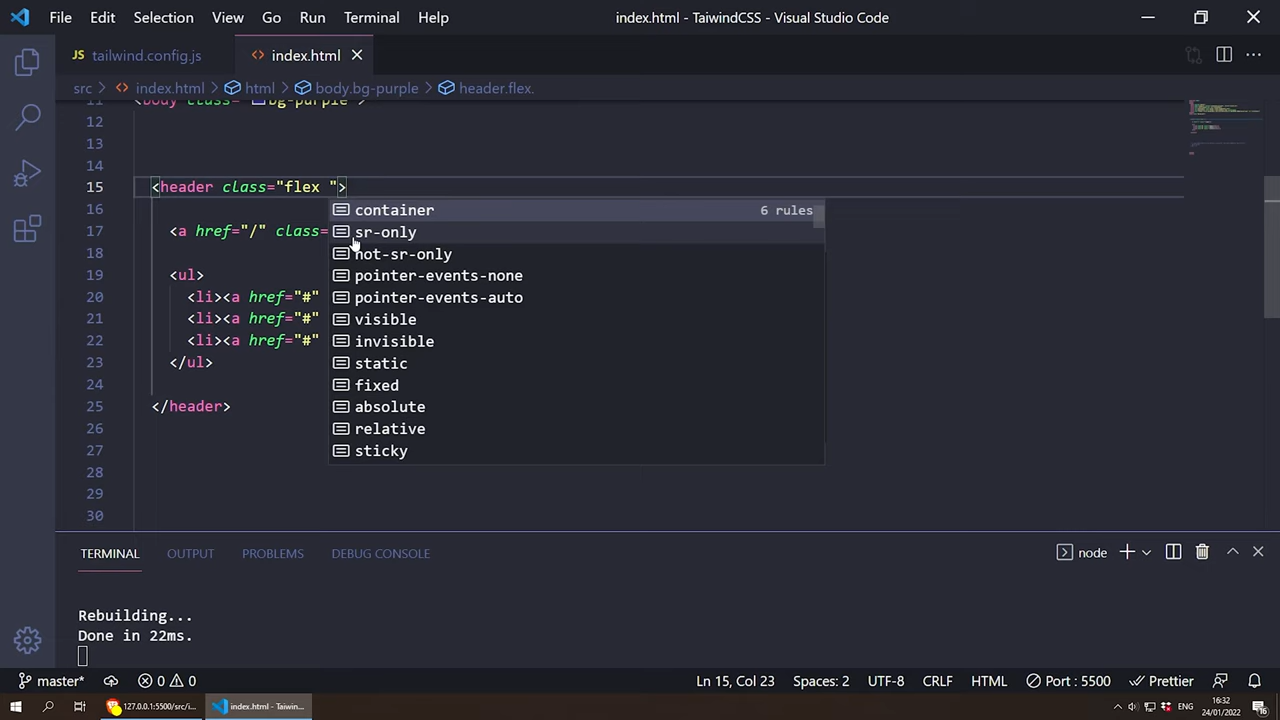 File Edit Selection View Go Run Terminal Help index.html - TaiwindCSS - Visual Studio Code
JS tailwind.config.js <> index.html
src > <> index.html > html > body.bg-purple > header.flex.
11 <body class="bg-purple">
12
13
14
15 <header class="flex ">
16 container 6 rules
17 <a href="/" class= sr-only
18 not-sr-only
19 <ul> pointer-events-none
20 <li><a href="#" pointer-events-auto
21 <li><a href="#" visible
22 <li><a href="#" invisible
23 </ul> static
24 fixed
25 </header> absolute
26 relative
27 sticky
28
29
30
TERMINAL OUTPUT PROBLEMS DEBUG CONSOLE node
Rebuilding...
Done in 22ms.
master* 0 0 Ln 15, Col 23 Spaces: 2 UTF-8 CRLF HTML Port : 5500 Prettier
127.0.0.1:5500/src/i... index.html - Taiwin... ENG 16:32
24/01/2022 16